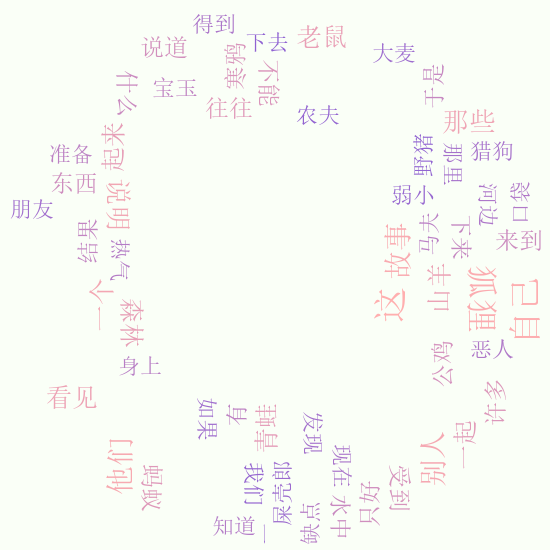 得到
说道
下去
老鼠
大麦
寒鸦
不能
什么
宝玉
于是
往往
农夫
那些
起来
准备
野猪
那里
猎狗
东西
说明
弱小
河边
口袋
朋友
结果
热气
马夫
下来
来到
故事
一个
这
山羊
狐狸
自己
森林
身上
公鸡
恶人
看见
许多
如果
有
青蛙
发现
别人
一起
他们
蚂蚁
我们
屎壳郎
现在
水中
只好
受到
缺点
知道
一